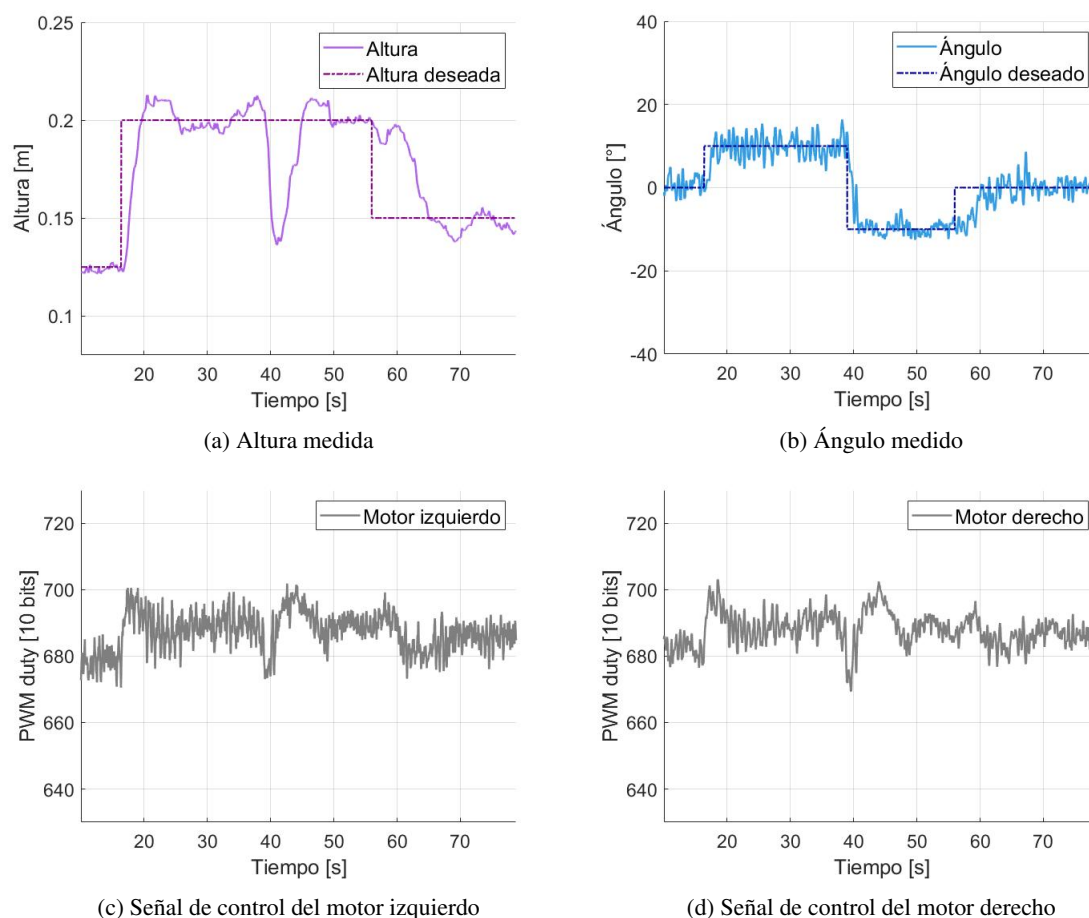 0.25
0.2
0.15
0.1
Altura [m]
Altura
Altura deseada
20 30 40 50 60 70
Tiempo [s]
(a) Altura medida
40
20
0
-20
-40
Ángulo [°]
Ángulo
Ángulo deseado
20 30 40 50 60 70
Tiempo [s]
(b) Ángulo medido
720
700
680
660
640
PWM duty [10 bits]
Motor izquierdo
20 30 40 50 60 70
Tiempo [s]
(c) Señal de control del motor izquierdo
720
700
680
660
640
PWM duty [10 bits]
Motor derecho
20 30 40 50 60 70
Tiempo [s]
(d) Señal de control del motor derecho